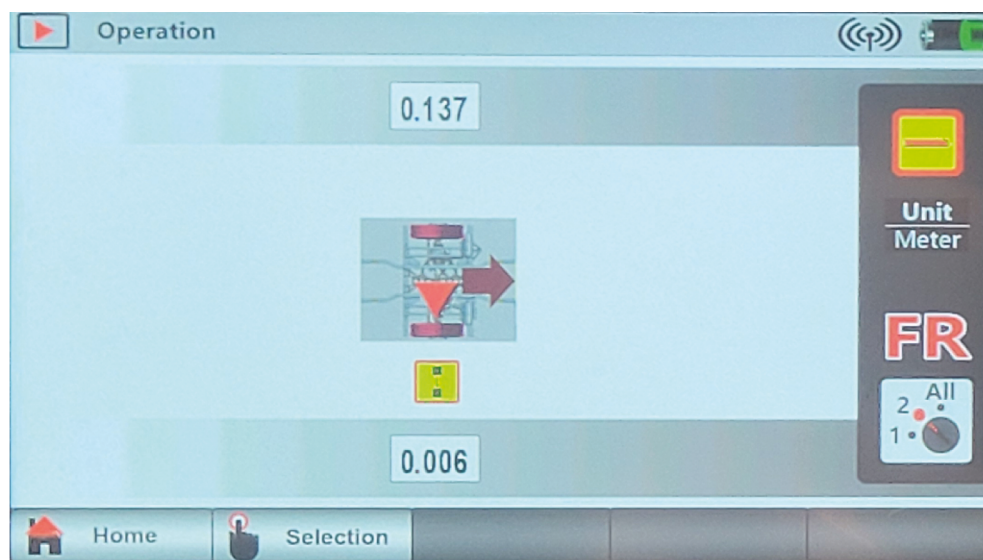 Operation
0.137
Unit
Meter
FR
All
2
1
0.006
Home
Selection